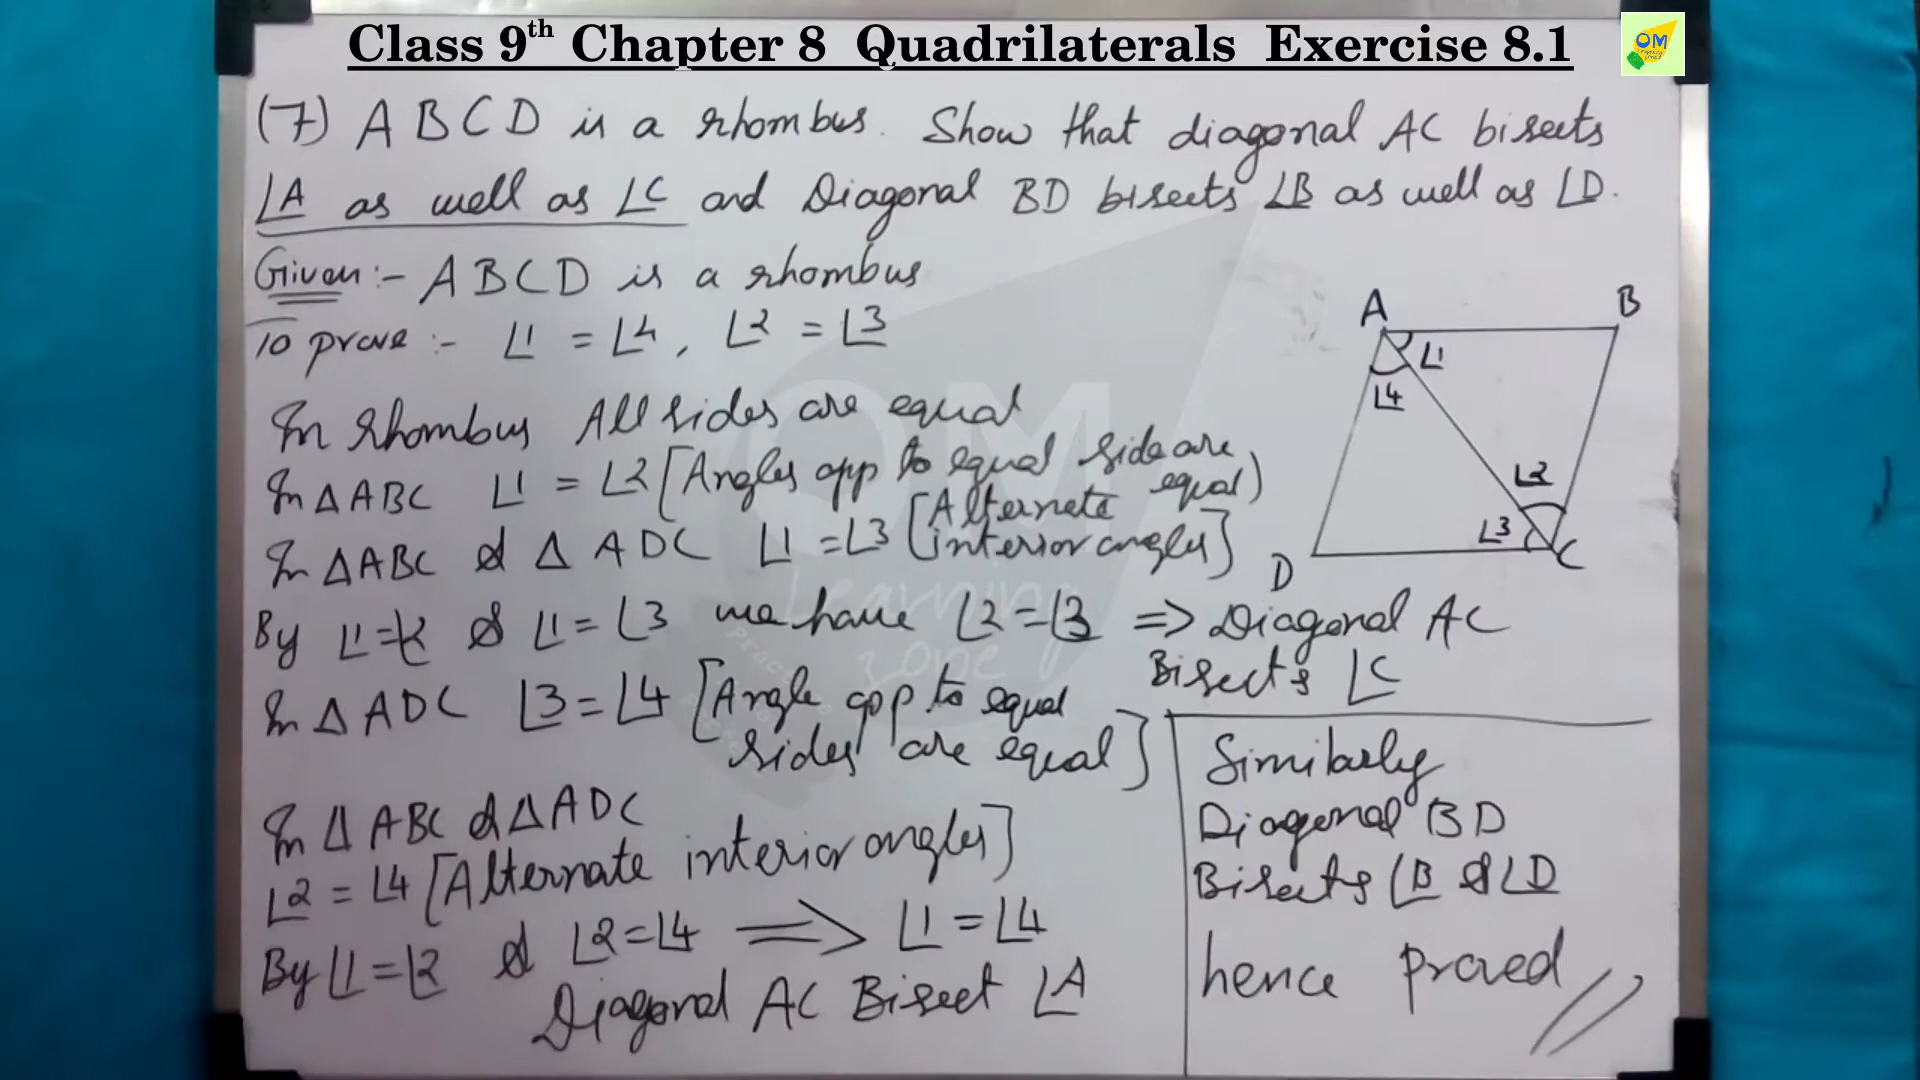 Class 9th Chapter 8 Quadrilaterals Exercise 8.1
OM
(7) ABCD is a rhombus. Show that diagonal AC bisects
∠A as well as ∠C and Diagonal BD bisects ∠B as well as ∠D.
Given:- ABCD is a rhombus
To prove:- ∠1 = ∠4, ∠2 = ∠3
In rhombus All sides are equal
In △ABC ∠1 = ∠2 [Angles opp to equal side are equal)
In △ABC & △ADC ∠1 = ∠3 [Alternate interior angles]
By ∠1=∠2 & ∠1=∠3 we have ∠2=∠3 => Diagonal AC
Bisects ∠C
In △ADC ∠3=∠4 [Angle opp to equal
sides are equal]
In △ABC & △ADC
∠2 = ∠4 [Alternate interior angles]
By ∠1=∠2 & ∠2=∠4 => ∠1=∠4
Diagonal AC Bisect ∠A
A
B
∠1
∠4
∠2
∠3
D
C
Similarly
Diagonal BD
Bisects ∠B & ∠D
hence proved
OM
Learning
zone